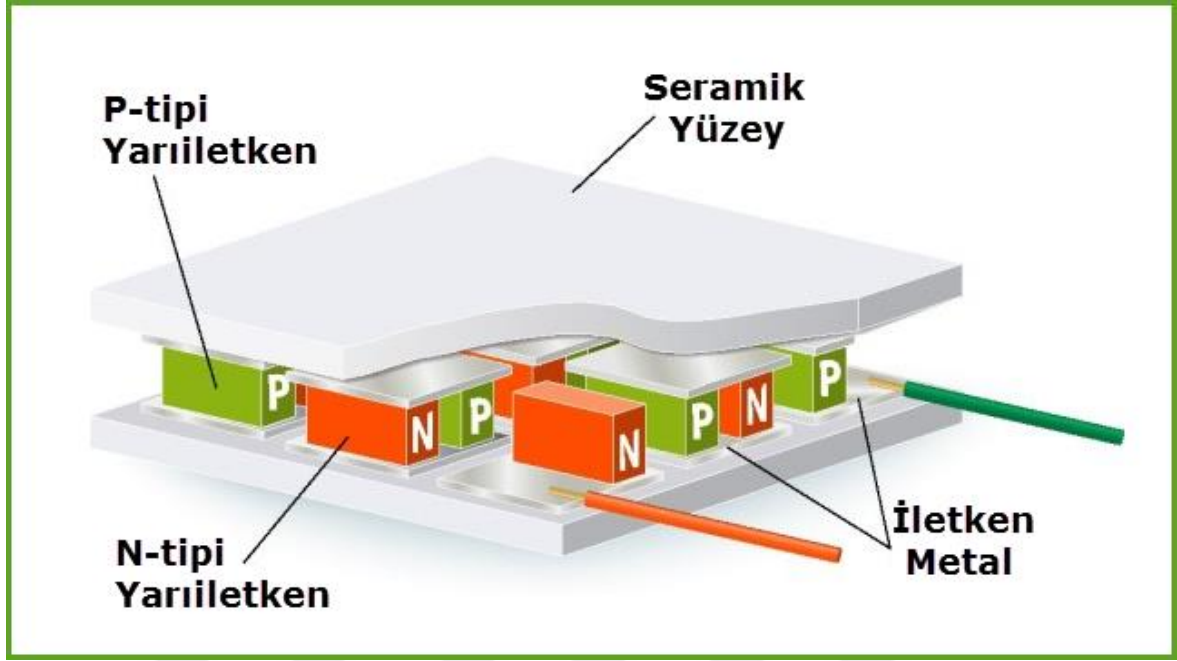 P-tipi
Yarıiletken
Seramik
Yüzey
P
N
P
N
P
N
P
N-tipi
Yarıiletken
İletken
Metal